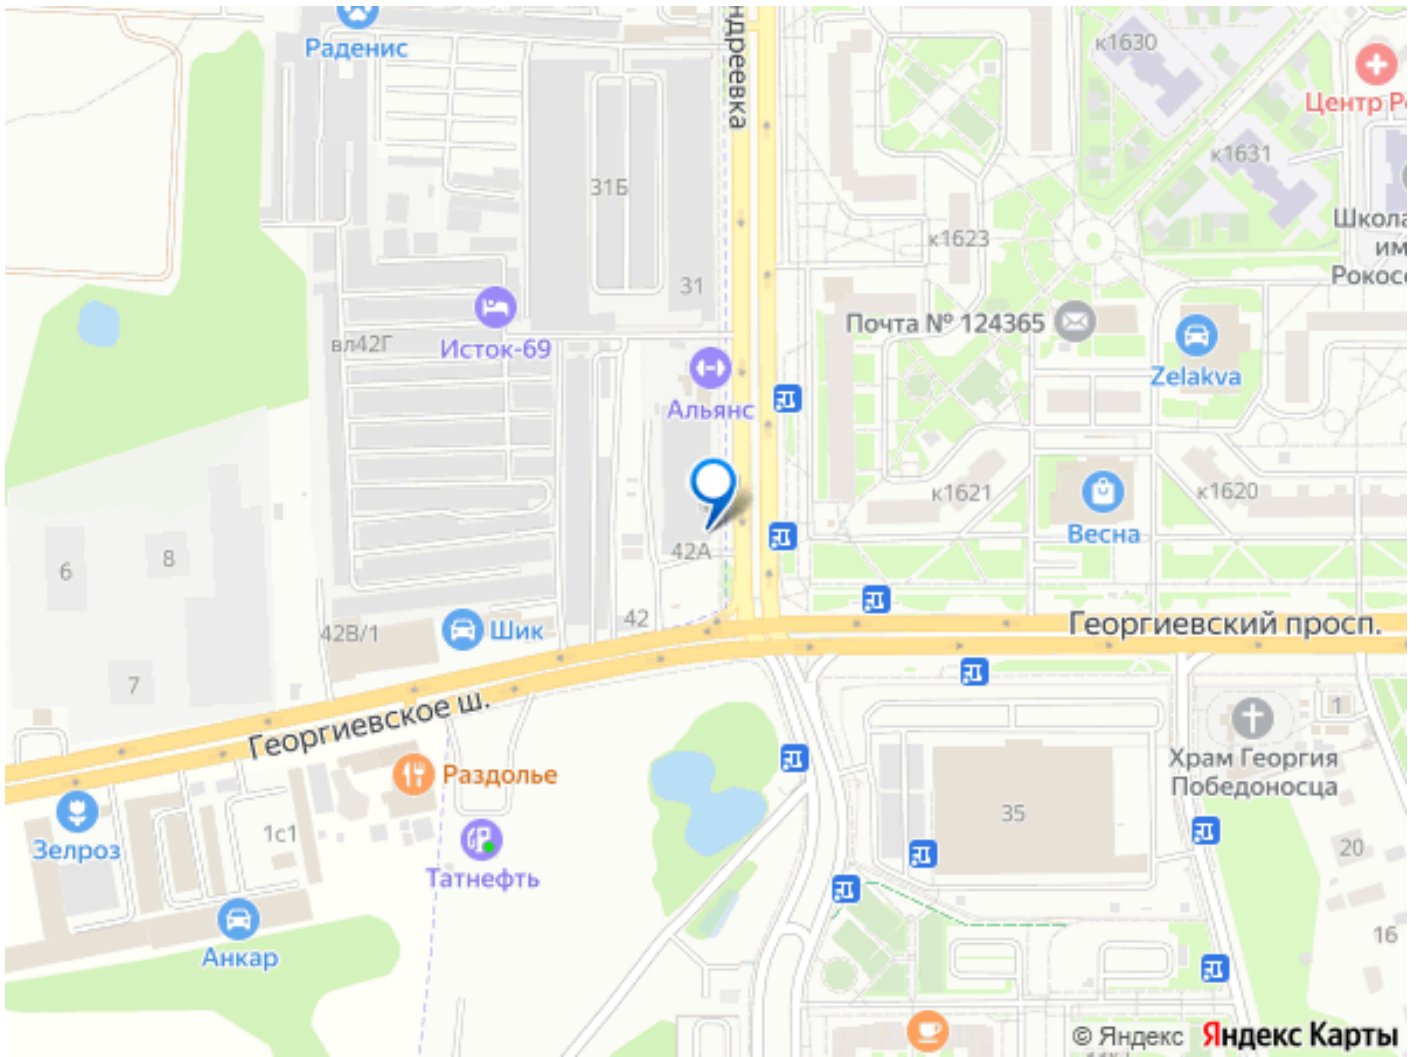 Раденис
ндреевка
к1630
Центр Р
к1631
31Б
Школа
им
Рокосс
к1623
31
вл42Г
Исток-69
Почта № 124365
Zelakva
Альянс
к1621
к1620
Весна
42А
6
8
42
42В/1
Шик
Георгиевский просп.
7
Георгиевское ш.
1
Храм Георгия
Победоносца
Раздолье
35
1с1
Зелроз
20
Татнефть
Анкар
16
© Яндекс Яндекс Карты